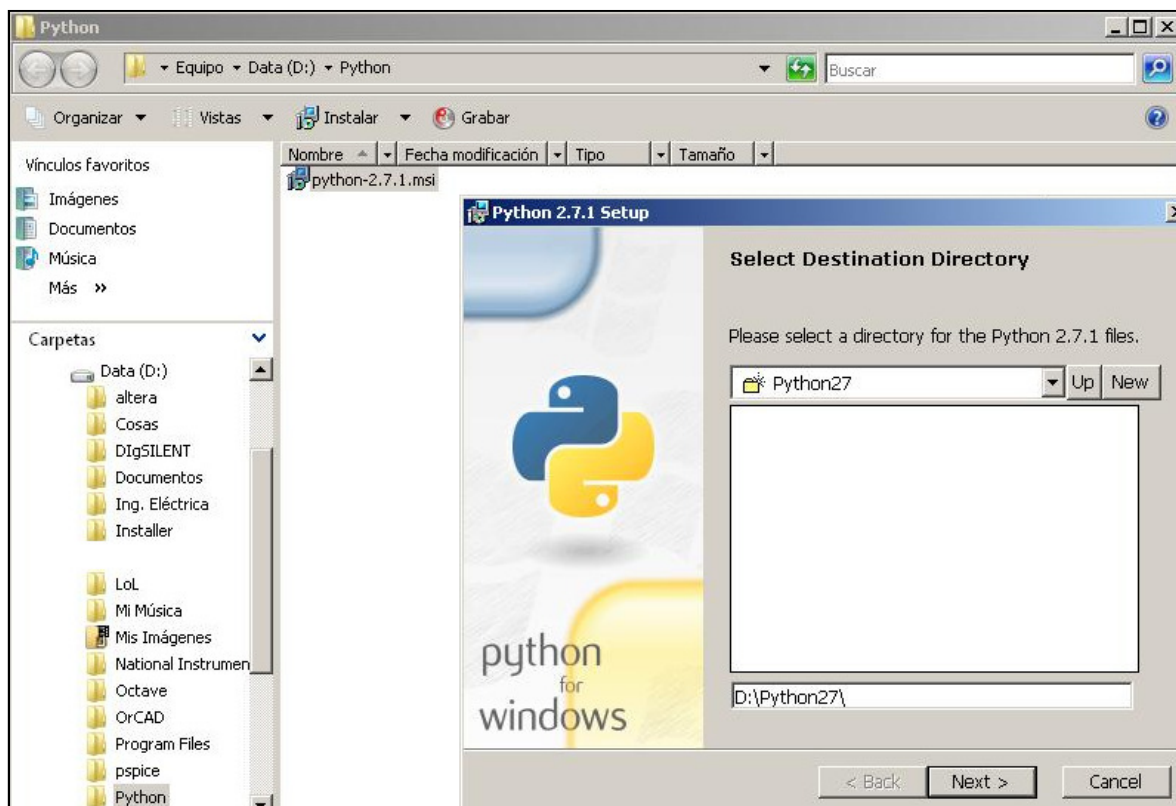 Python
Equipo Data (D:) Python
Buscar
Organizar Vistas Instalar Grabar
Vínculos favoritos
Imágenes
Documentos
Música
Más »
Carpetas
Data (D:)
altera
Cosas
DIgSILENT
Documentos
Ing. Eléctrica
Installer
LoL
Mi Música
Mis Imágenes
National Instrumen
Octave
OrCAD
Program Files
pspice
Python
Nombre Fecha modificación Tipo Tamaño
python-2.7.1.msi
Python 2.7.1 Setup
Select Destination Directory
Please select a directory for the Python 2.7.1 files.
Python27 Up New
D:\Python27\
python
for
windows
< Back Next > Cancel